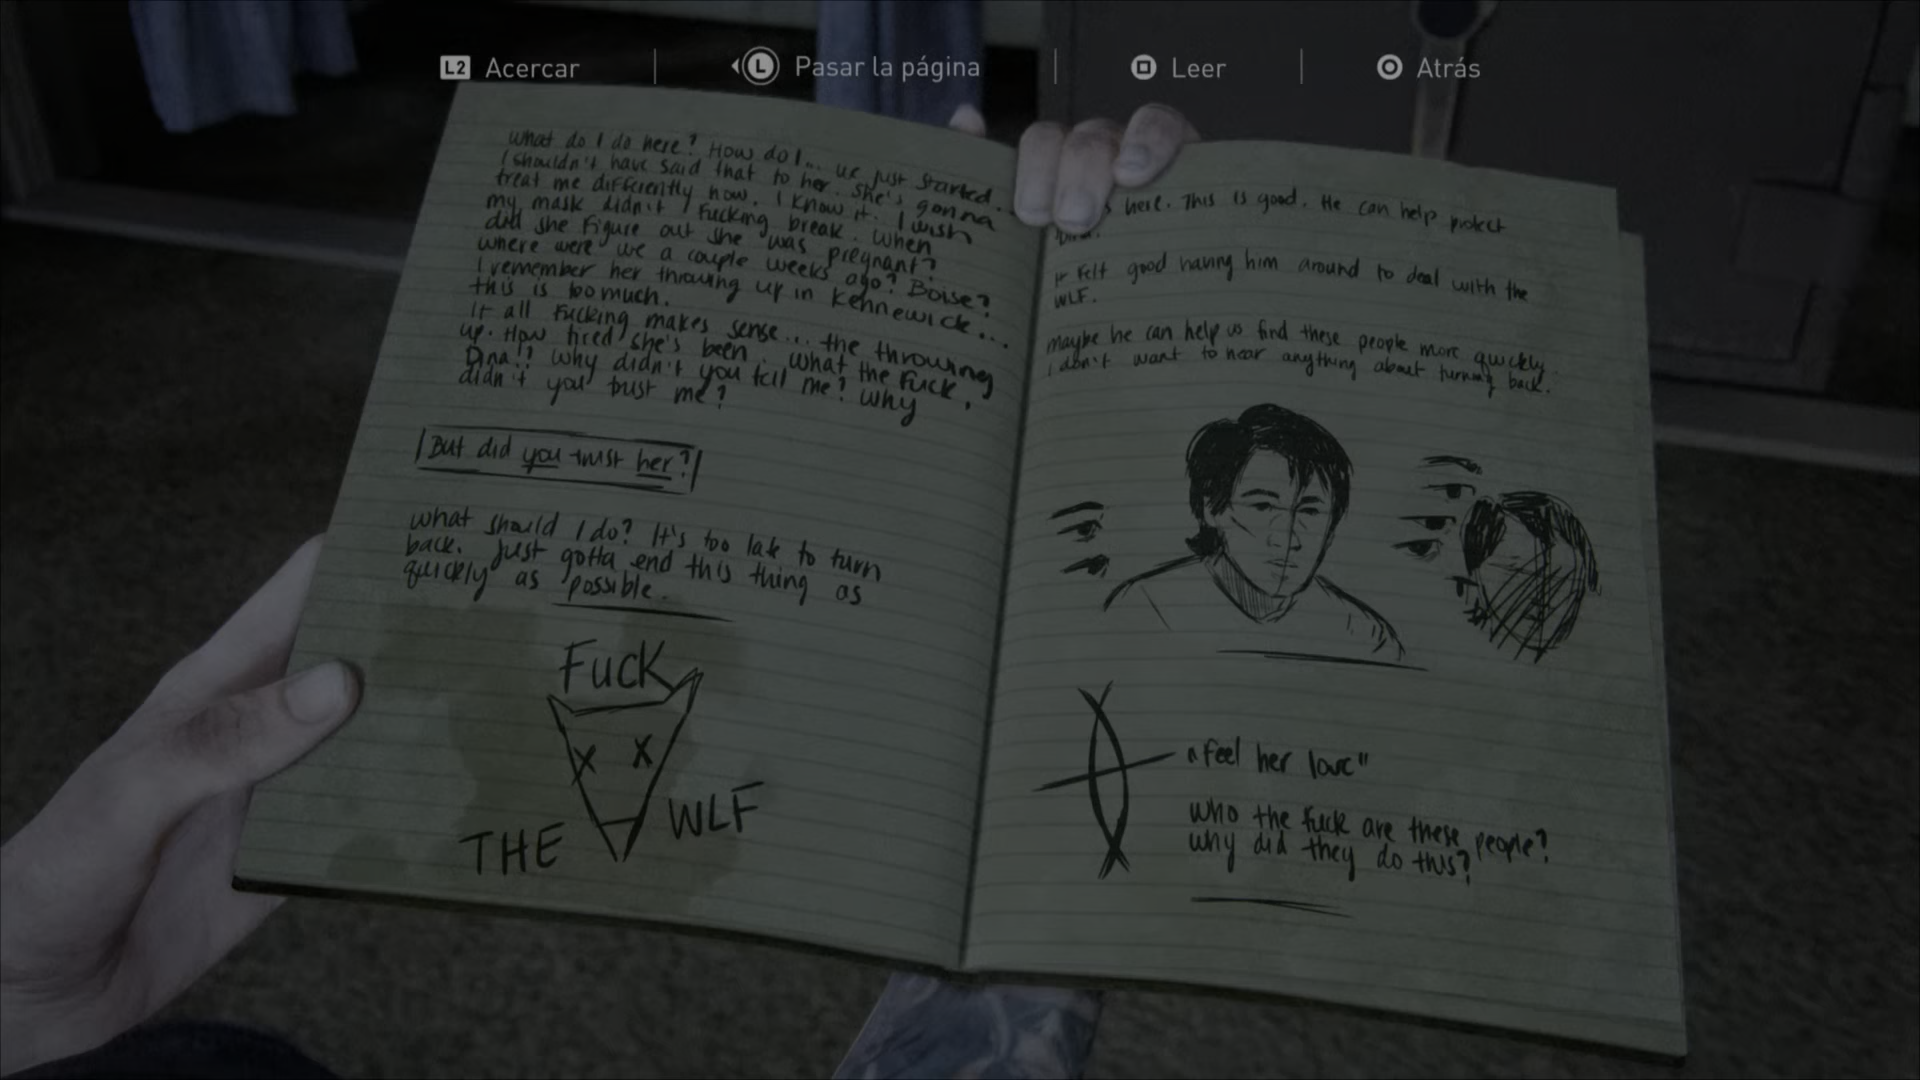 L2 Acercar
L Pasar la página
Leer
Atrás
What do I do here? How do I... we just started.
I shouldn't have said that to her. She's gonna
treat me differently now. I know it. I wish
my mask didn't fucking break. When
did she figure out she was pregnant?
where were we a couple weeks ago? Boise?
I remember her throwing up in Kennewick...
this is too much.
It all fucking makes sense... the throwing
up. How tired she's been. What the fuck,
Dina!? Why didn't you tell me? Why
didn't you trust me?
But did you trust her?
what should I do? It's too late to turn
back. Just gotta end this thing as
quickly as possible.
Fuck
THE WLF
here. This is good. He can help protect
It felt good having him around to deal with the
WLF.
Maybe he can help us find these people more quickly.
I don't want to hear anything about turning back.
"Feel her love"
who the fuck are these people?
why did they do this?